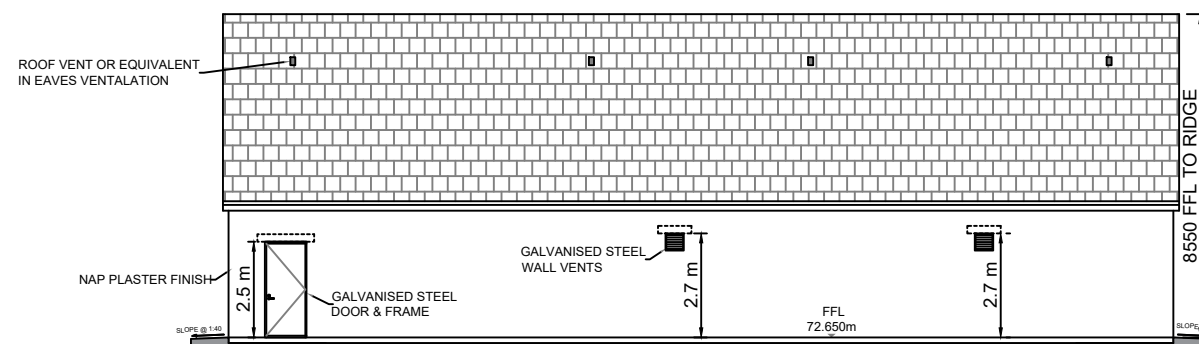 ROOF VENT OR EQUIVALENT
IN EAVES VENTALATION
8550 FFL TO RIDGE
NAP PLASTER FINISH
2.5 m
GALVANISED STEEL
DOOR & FRAME
GALVANISED STEEL
WALL VENTS
2.7 m
FFL
72.650m
2.7 m
SLOPE @ 1:40
SLOPE